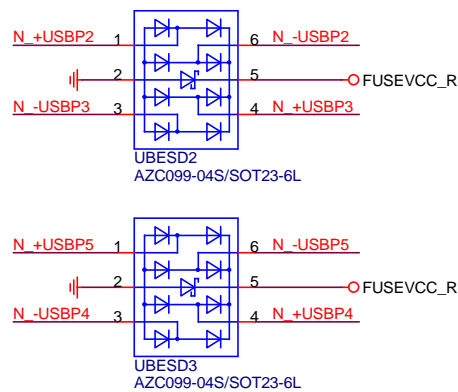 N_+USBP2 1 6 N_-USBP2
2 5 FUSEVCC_R
N_-USBP3 3 4 N_+USBP3
UBESD2
AZC099-04S/SOT23-6L
N_+USBP5 1 6 N_-USBP5
2 5 FUSEVCC_R
N_-USBP4 3 4 N_+USBP4
UBESD3
AZC099-04S/SOT23-6L